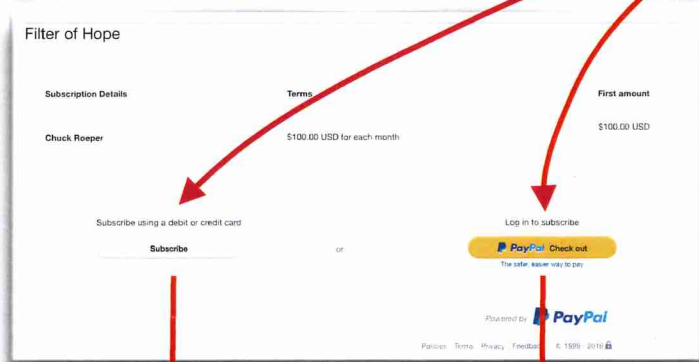 Filter of Hope
Subscription Details Terms First amount
Chuck Roeper $100.00 USD for each month $100.00 USD
Subscribe using a debit or credit card
Subscribe
or
Log in to subscribe
PayPal Check out
The safer, easier way to pay
Powered by PayPal
Policies Terms Privacy Feedback © 1999 - 2018